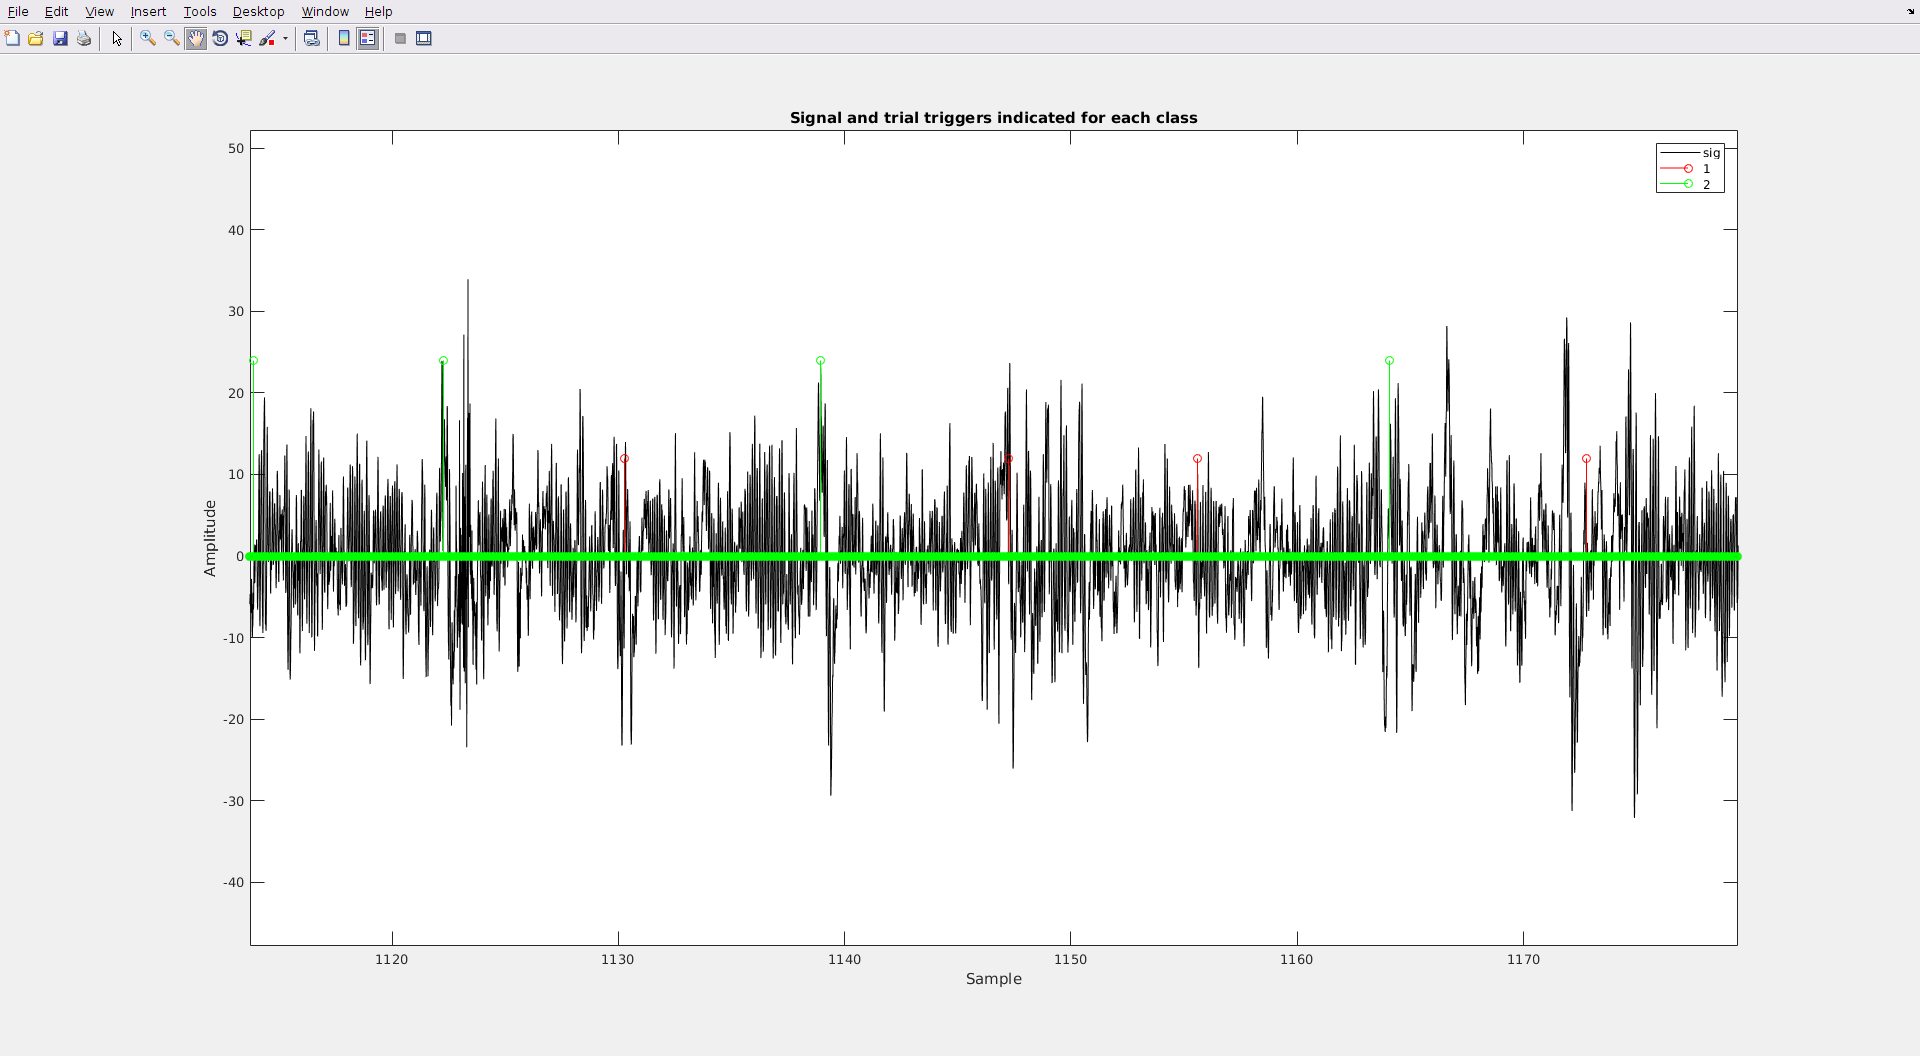 File Edit View Insert Tools Desktop Window Help
Signal and trial triggers indicated for each class
sig
1
2
50
40
30
20
10
0
-10
-20
-30
-40
Amplitude
1120 1130 1140 1150 1160 1170
Sample